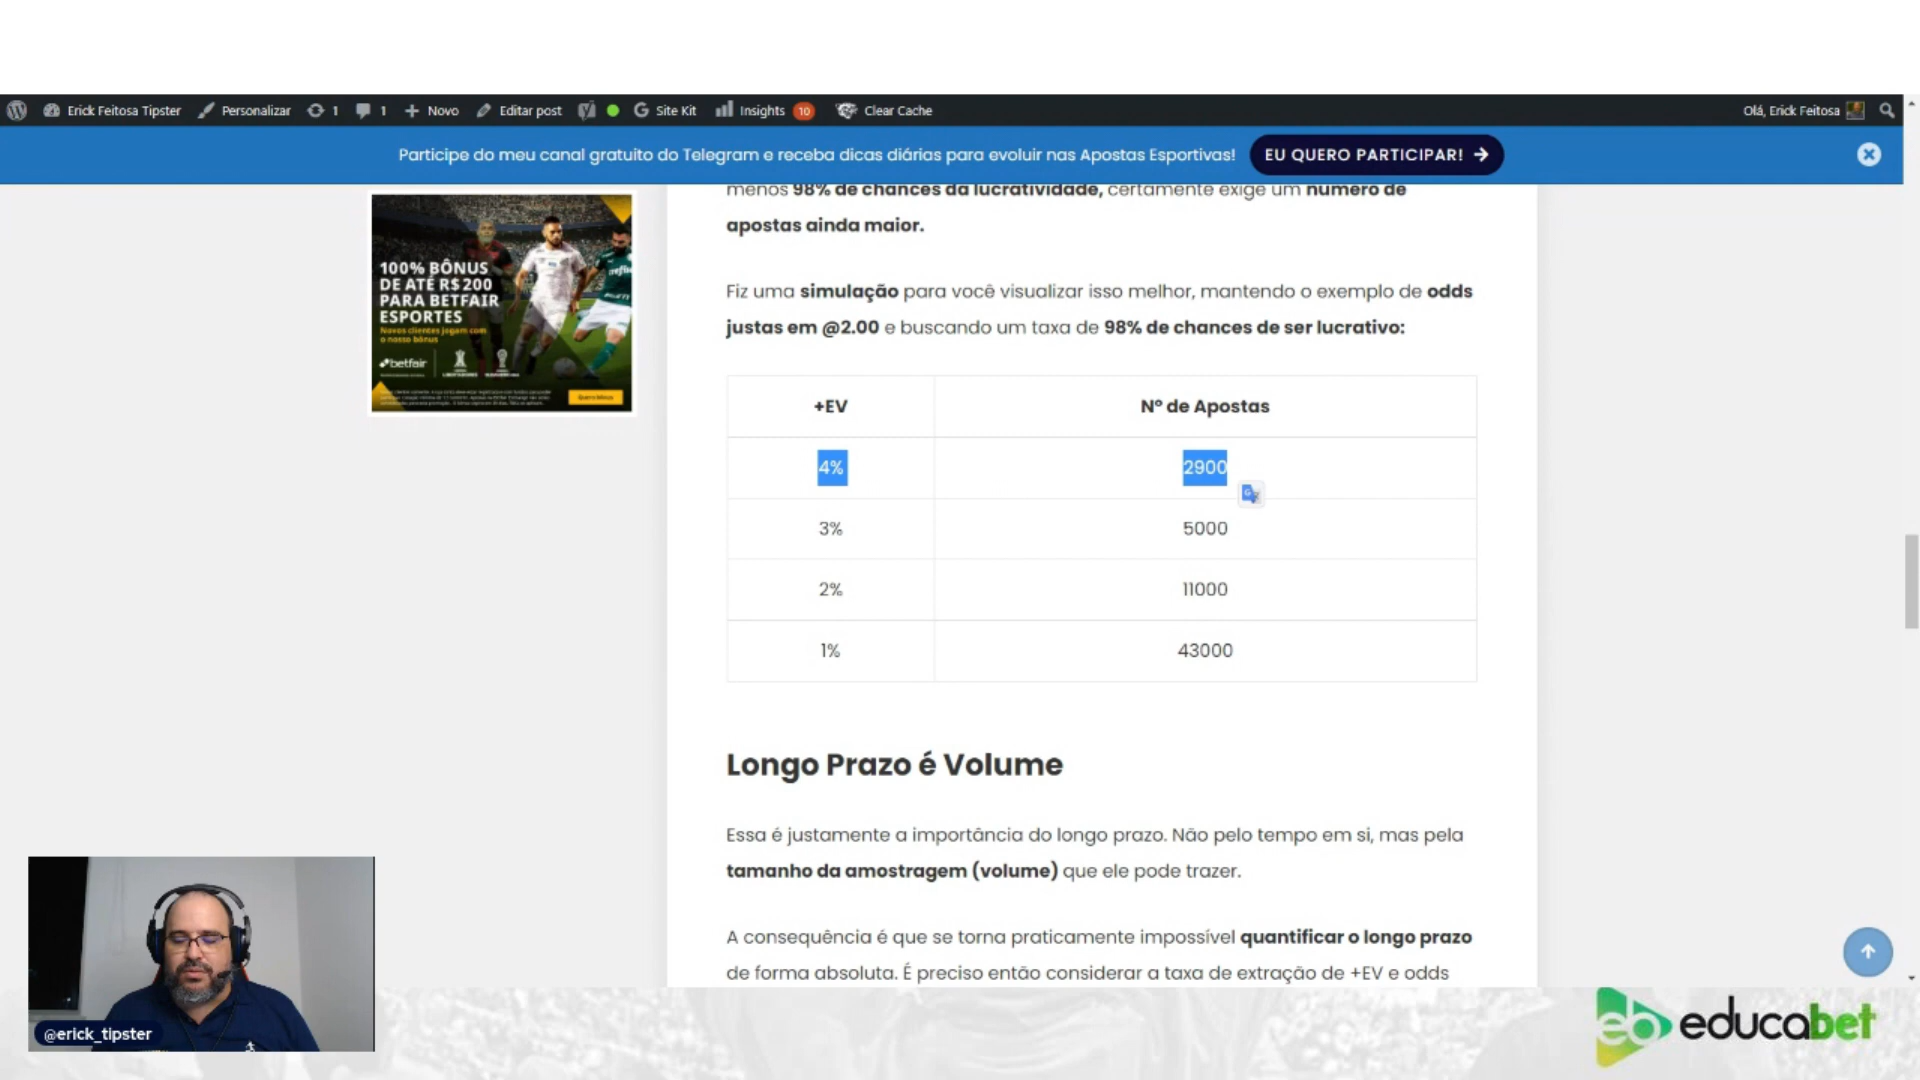 Erick Feitosa Tipster Personalizar 1 1 Novo Editar post Site Kit Insights 10 Clear Cache Olá, Erick Feitosa
Participe do meu canal gratuito do Telegram e receba dicas diárias para evoluir nas Apostas Esportivas! EU QUERO PARTICIPAR!
menos 98% de chances da lucratividade, certamente exige um número de
apostas ainda maior.
100% BÔNUS
DE ATÉ R$200
PARA BETFAIR
ESPORTES
Novos clientes jogam com
o nosso bônus
betfair
Fiz uma simulação para você visualizar isso melhor, mantendo o exemplo de odds
justas em @2.00 e buscando um taxa de 98% de chances de ser lucrativo:
+EV Nº de Apostas
4% 2900
3% 5000
2% 11000
1% 43000
Longo Prazo é Volume
Essa é justamente a importância do longo prazo. Não pelo tempo em si, mas pela
tamanho da amostragem (volume) que ele pode trazer.
A consequência é que se torna praticamente impossível quantificar o longo prazo
de forma absoluta. É preciso então considerar a taxa de extração de +EV e odds
@erick_tipster
eb educabet